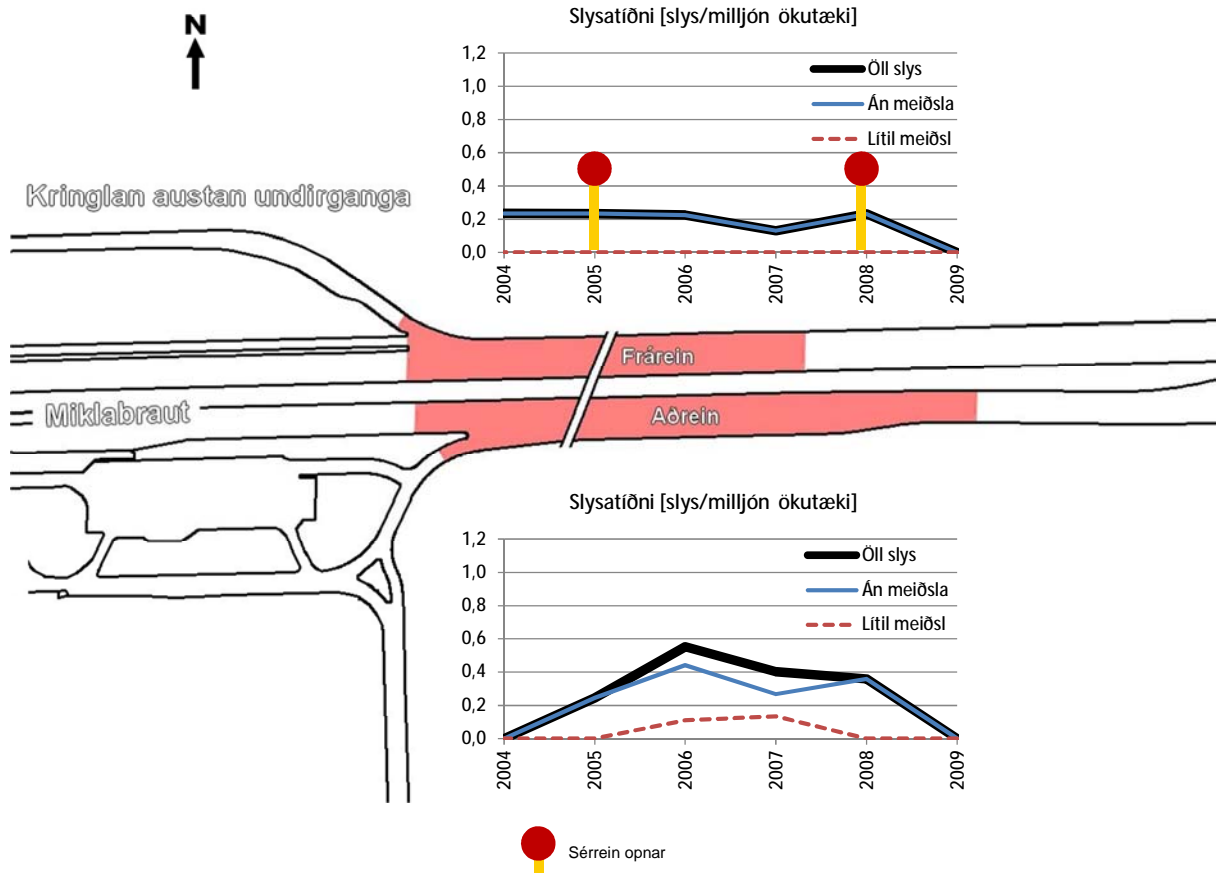 Slysatíðni [slys/milljón ökutæki]
N
1,2
1,0
0,8
0,6
0,4
0,2
0,0
Öll slys
Án meiðsla
Lítil meiðsl
2004
2005
2006
2007
2008
2009
Kringlan austan undirganga
Frárein
Miklabraut
Aðrein
Slysatíðni [slys/milljón ökutæki]
1,2
1,0
0,8
0,6
0,4
0,2
0,0
Öll slys
Án meiðsla
Lítil meiðsl
2004
2005
2006
2007
2008
2009
Sérrein opnar